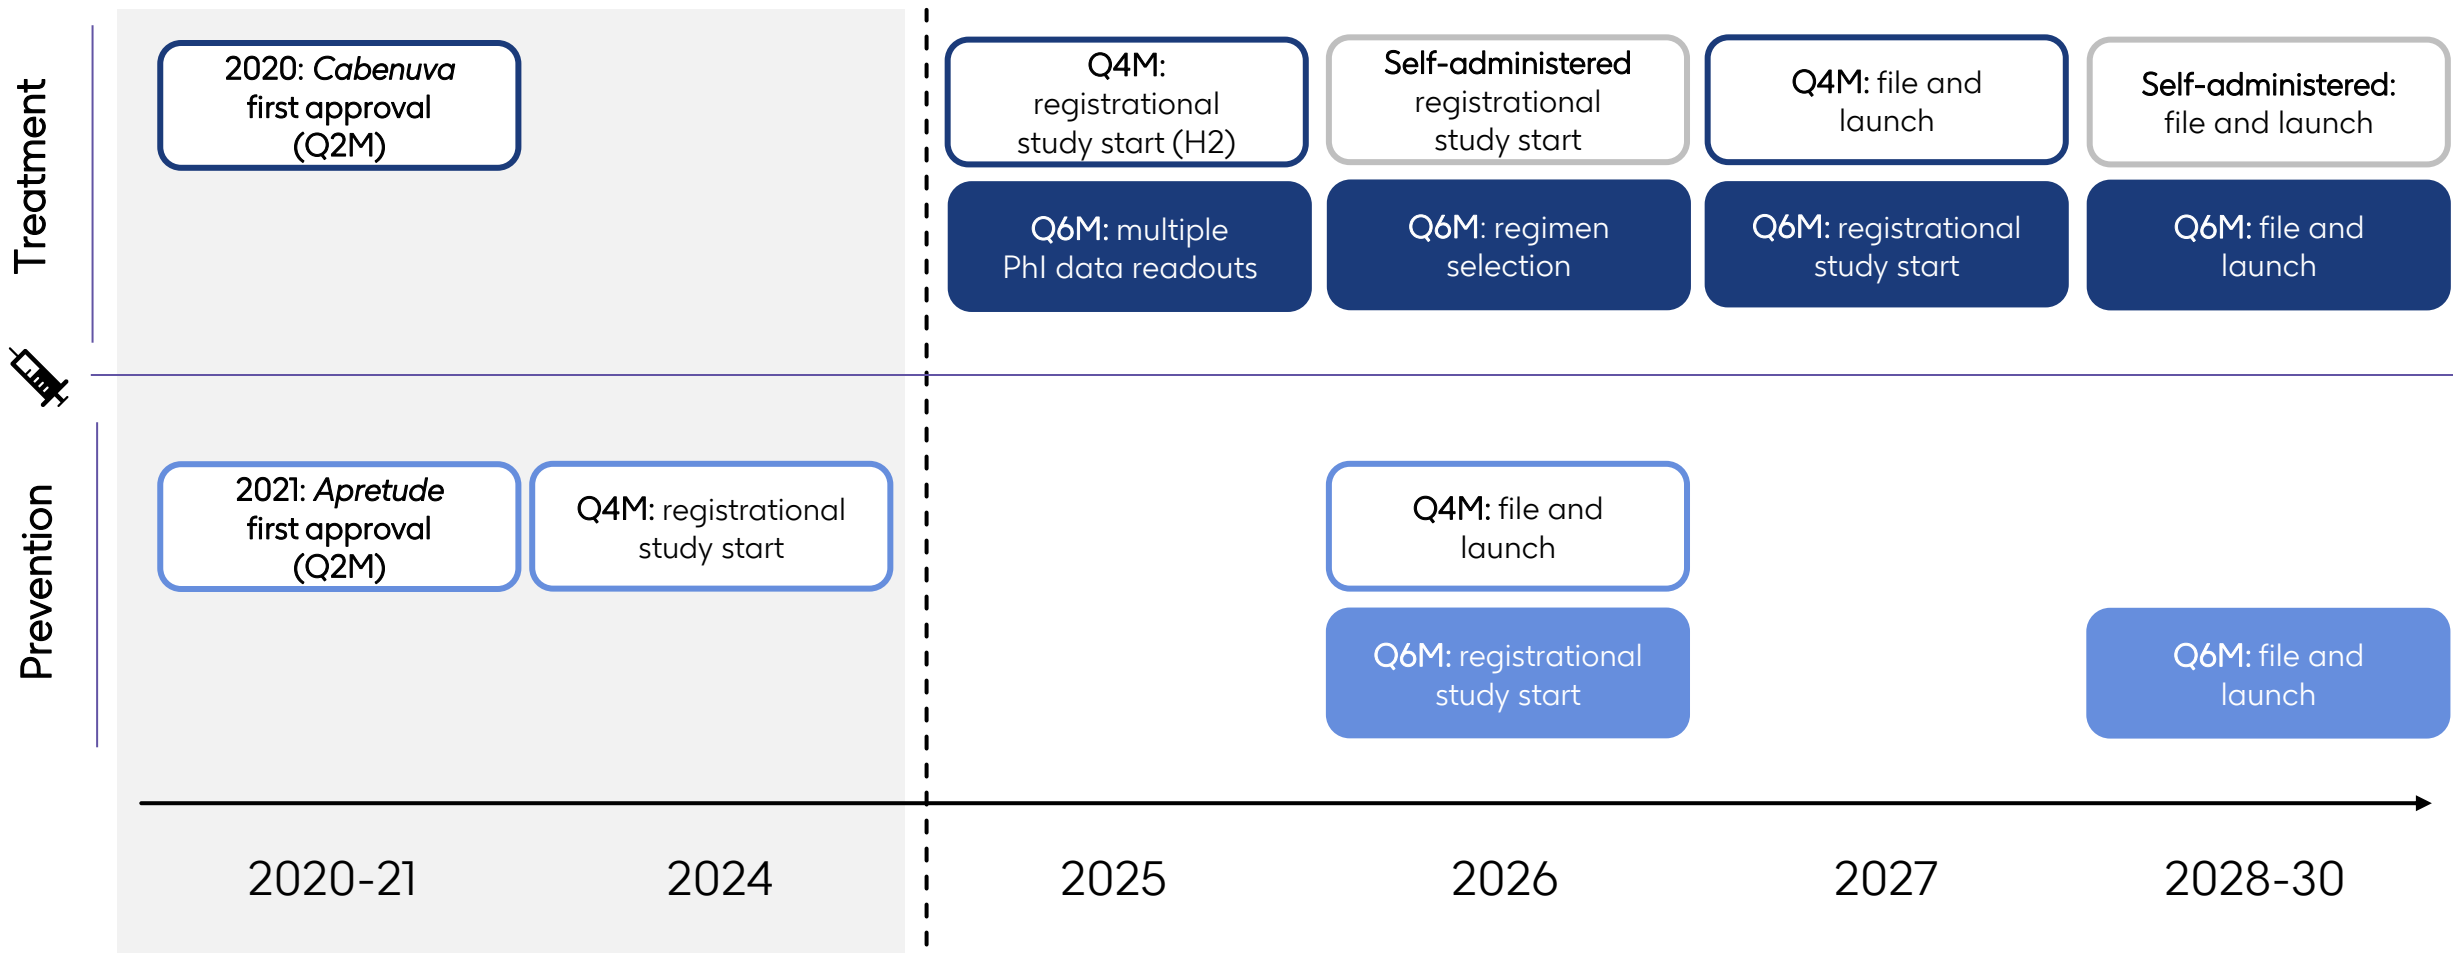 Treatment
2020: Cabenuva
first approval
(Q2M)
Q4M:
registrational
study start (H2)
Self-administered
registrational
study start
Q4M: file and
launch
Self-administered:
file and launch
Q6M: multiple
PhI data readouts
Q6M: regimen
selection
Q6M: registrational
study start
Q6M: file and
launch
Prevention
2021: Apretude
first approval
(Q2M)
Q4M: registrational
study start
Q4M: file and
launch
Q6M: registrational
study start
Q6M: file and
launch
2020-21
2024
2025
2026
2027
2028-30